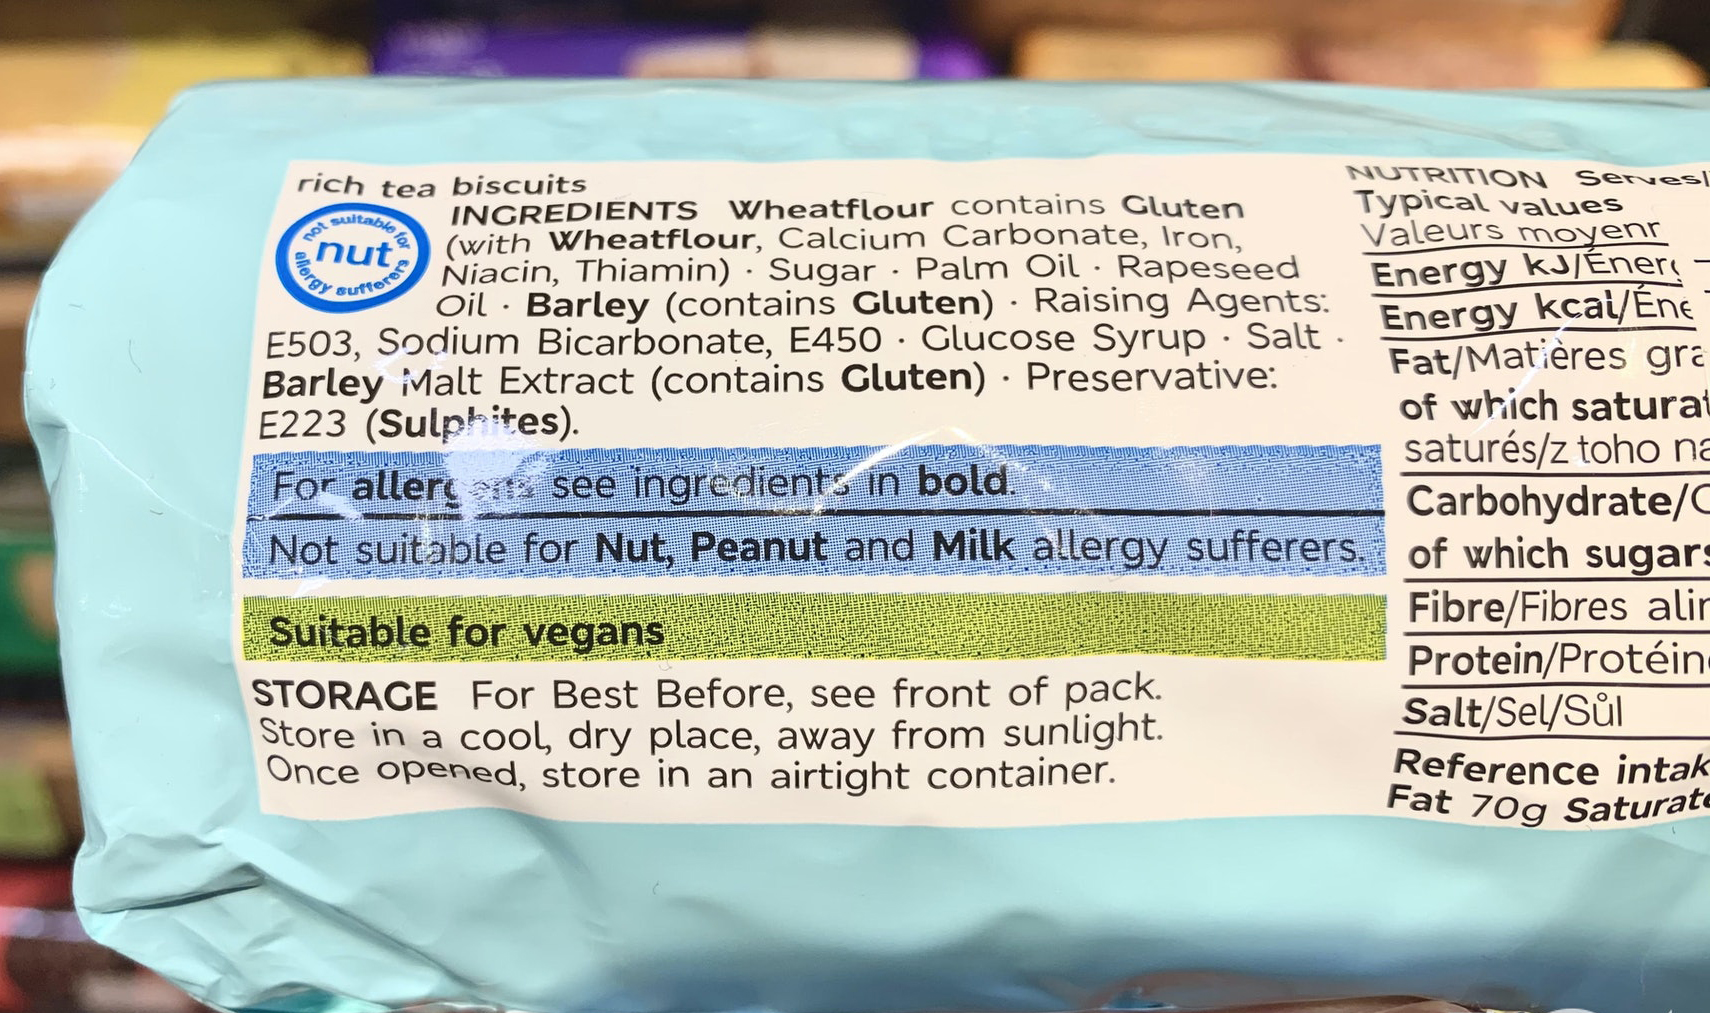 rich tea biscuits
not suitable for
nut
allergy sufferers
INGREDIENTS Wheatflour contains Gluten
(with Wheatflour, Calcium Carbonate, Iron,
Niacin, Thiamin) · Sugar · Palm Oil · Rapeseed
Oil · Barley (contains Gluten) · Raising Agents:
E503, Sodium Bicarbonate, E450 · Glucose Syrup · Salt ·
Barley Malt Extract (contains Gluten) · Preservative:
E223 (Sulphites).
For allergens see ingredients in bold.
Not suitable for Nut, Peanut and Milk allergy sufferers.
Suitable for vegans
STORAGE For Best Before, see front of pack.
Store in a cool, dry place, away from sunlight.
Once opened, store in an airtight container.
NUTRITION Serves/
Typical values
Valeurs
Energy kJ/
Energy kcal/
Fat/Matières
of which
saturés/z toho
Carbohydrate/
of which sugars
Fibre/Fibres
Protein/
Salt/Sel/Sůl
Reference
Fat 70g